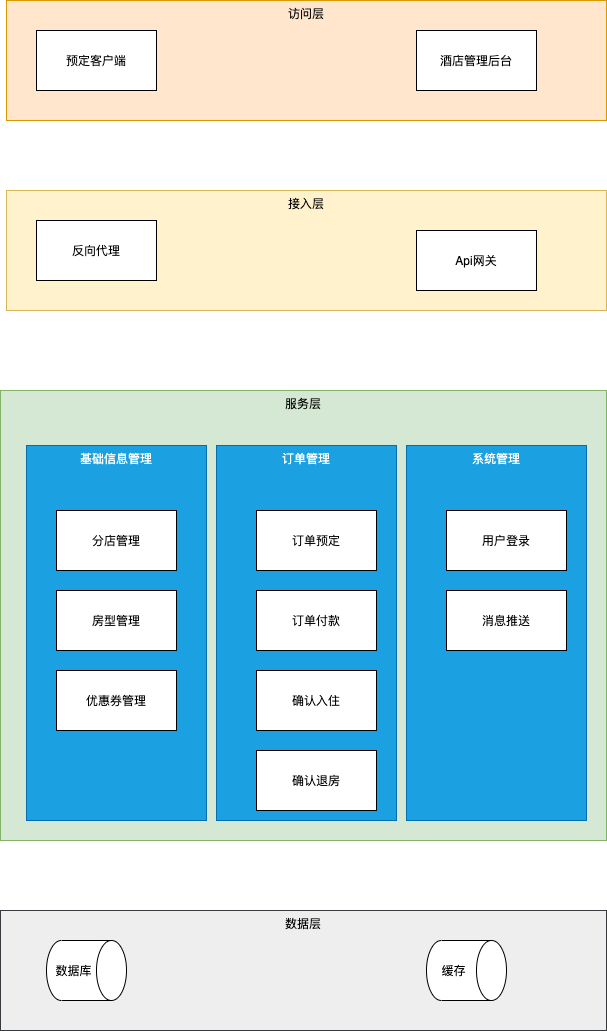 访问层
预定客户端
酒店管理后台
接入层
反向代理
Api网关
服务层
基础信息管理
分店管理
房型管理
优惠券管理
订单管理
订单预定
订单付款
确认入住
确认退房
系统管理
用户登录
消息推送
数据层
数据库
缓存